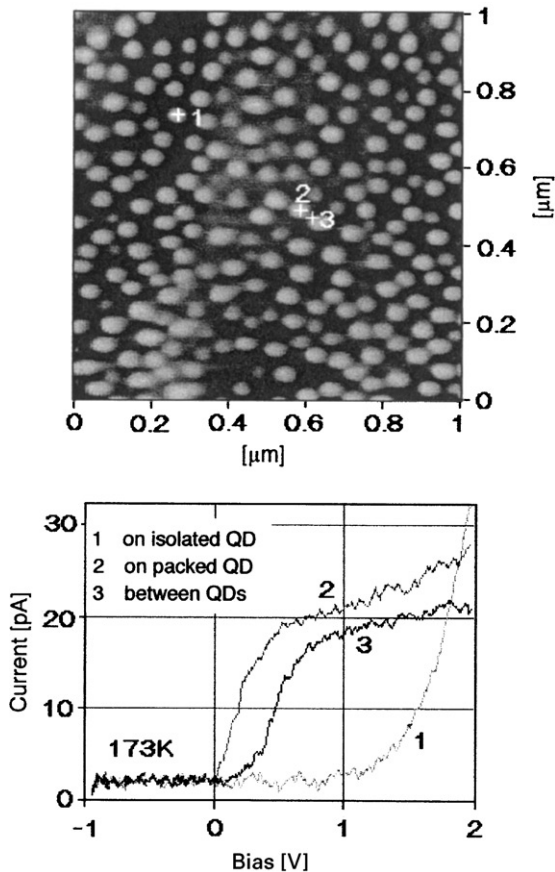 1
0.8
0.6
0.4
0.2
0
[μm]
+1
2
++3
0 0.2 0.4 0.6 0.8 1
[μm]
30
20
10
0
Current [pA]
1 on isolated QD
2 on packed QD
3 between QDs
2
3
1
173K
-1 0 1 2
Bias [V]